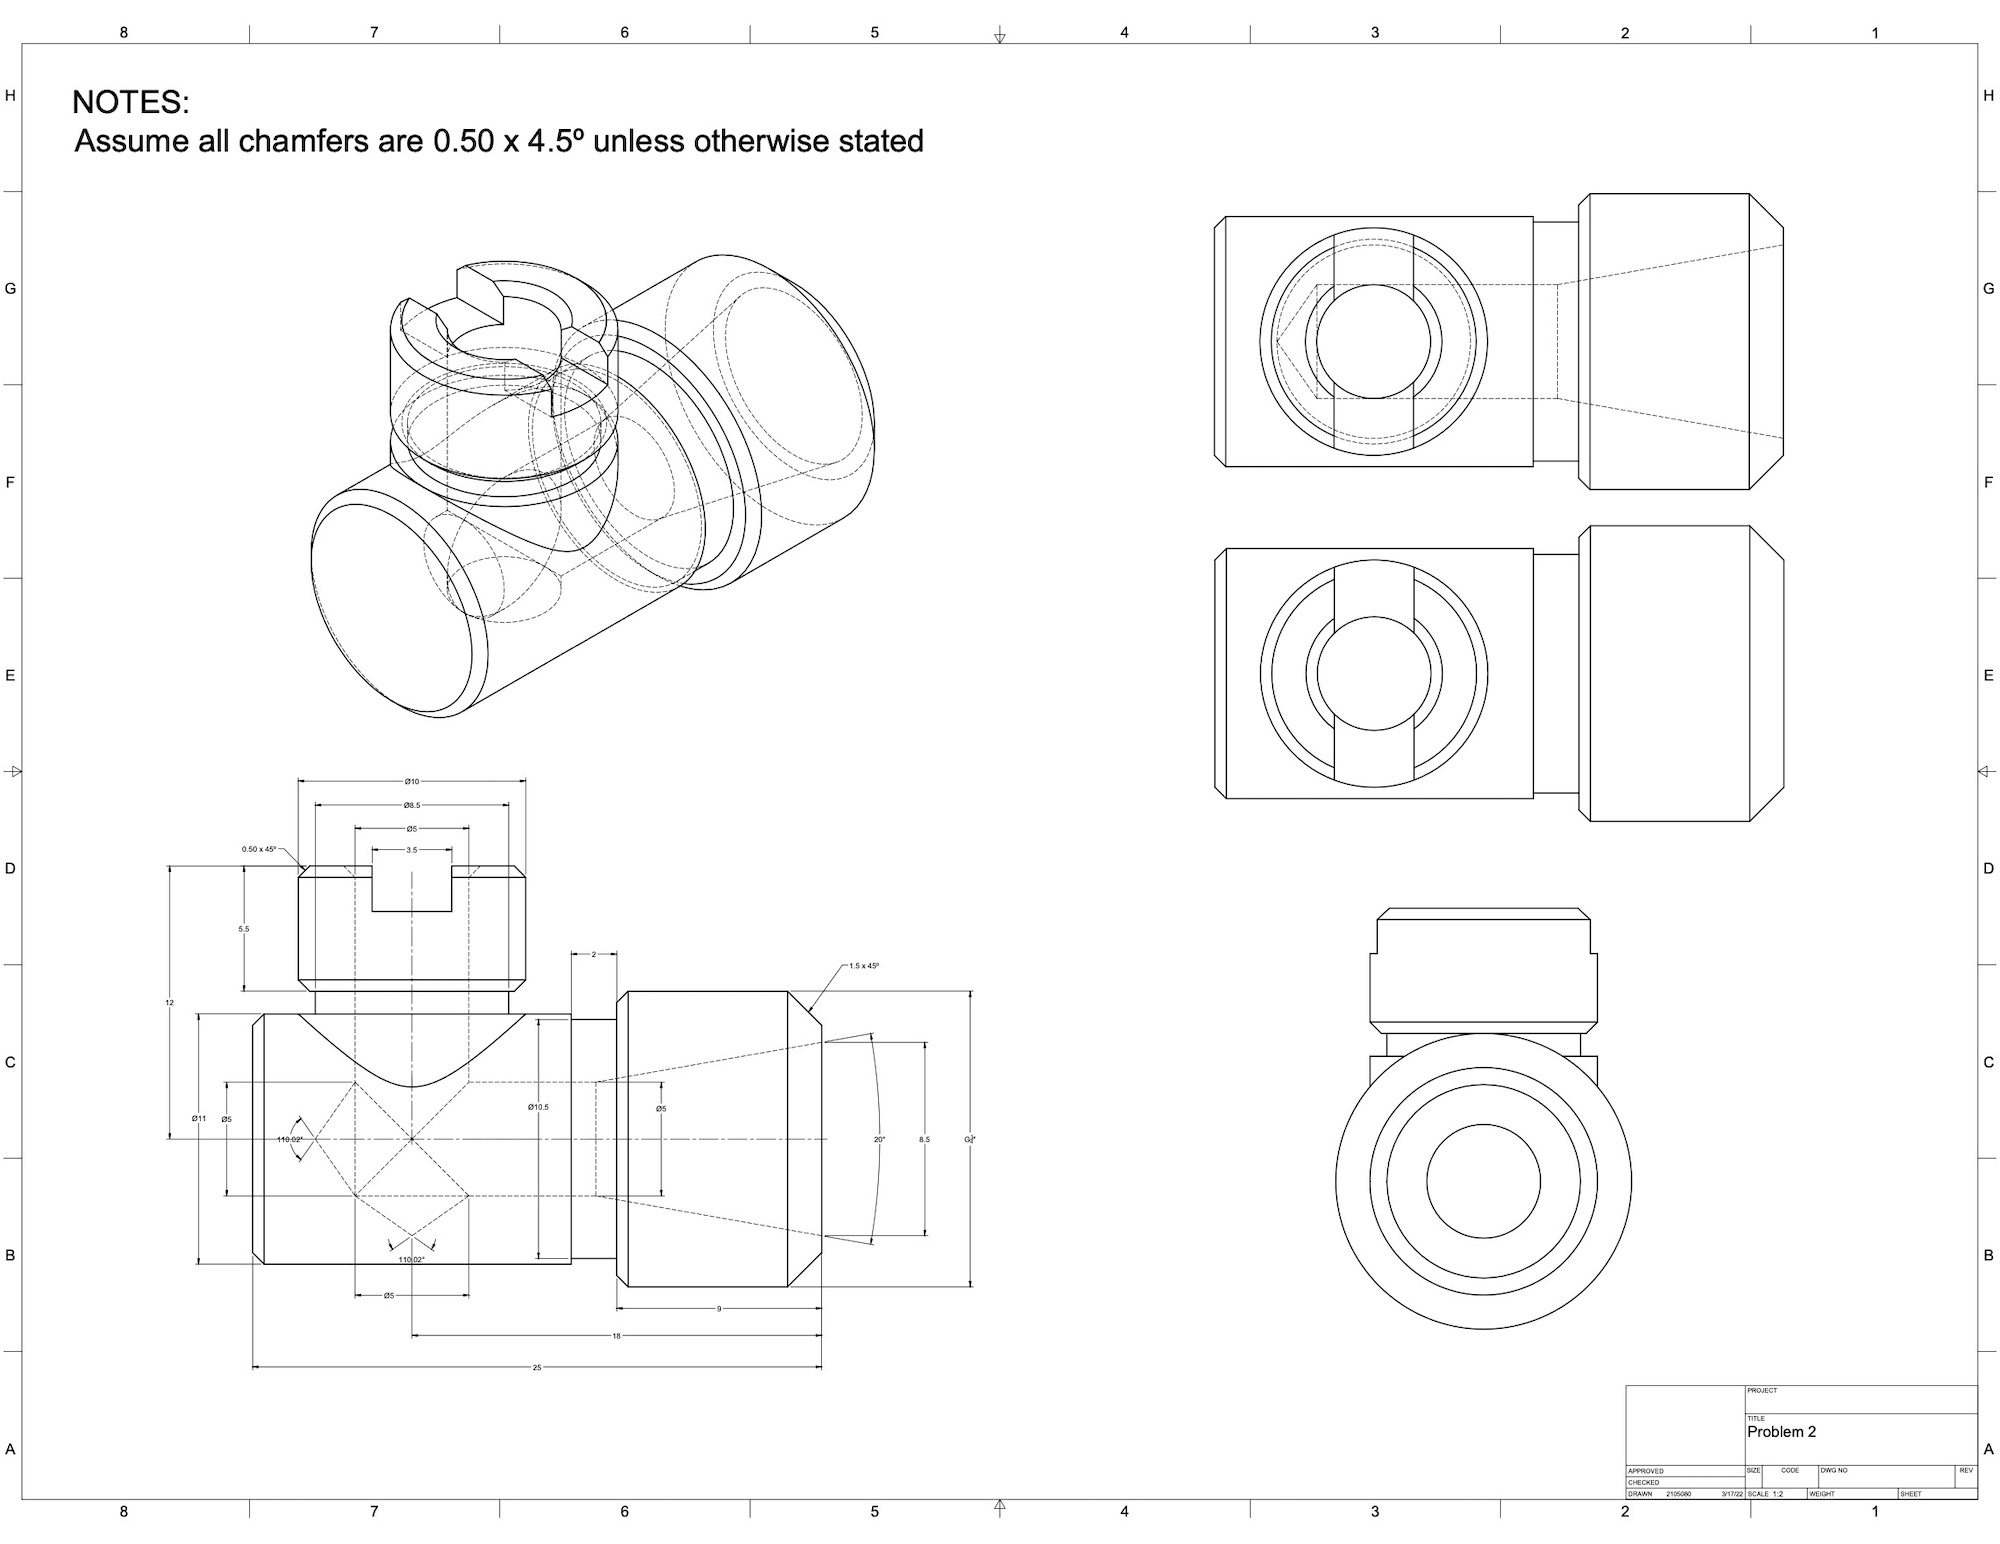 8 7 6 5 4 3 2 1
H H
NOTES:
Assume all chamfers are 0.50 x 4.5º unless otherwise stated
G G
F F
E E
Ø10
Ø8.5
Ø5
3.5
0.50 x 45º
D D
5.5
2
1.5 x 45º
12
C C
Ø11
Ø5
Ø10.5
Ø5
110.02°
20°
8.5
B B
110.02°
Ø5
9
18
25
PROJECT
TITLE
Problem 2
A A
APPROVED
SIZE CODE DWG NO REV
CHECKED
DRAWN 2105080 3/17/22 SCALE 1:2 WEIGHT SHEET
8 7 6 5 4 3 2 1